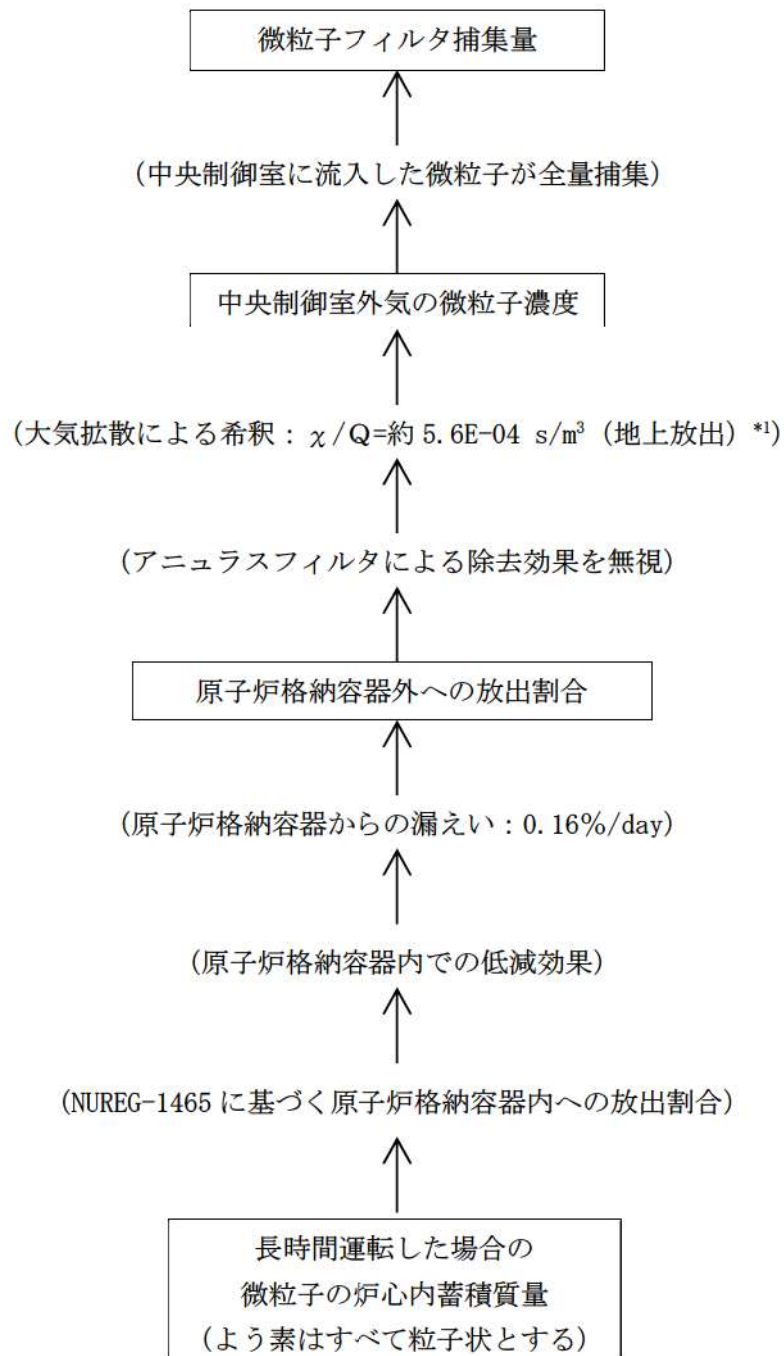 微粒子フィルタ捕集量
(中央制御室に流入した微粒子が全量捕集)
中央制御室外気の微粒子濃度
(大気拡散による希釈：χ/Q=約 5.6E-04 s/m³（地上放出）*1)
(アニュラスフィルタによる除去効果を無視)
原子炉格納容器外への放出割合
(原子炉格納容器からの漏えい：0.16%/day)
(原子炉格納容器内での低減効果)
(NUREG-1465 に基づく原子炉格納容器内への放出割合)
長時間運転した場合の
微粒子の炉心内蓄積質量
(よう素はすべて粒子状とする)